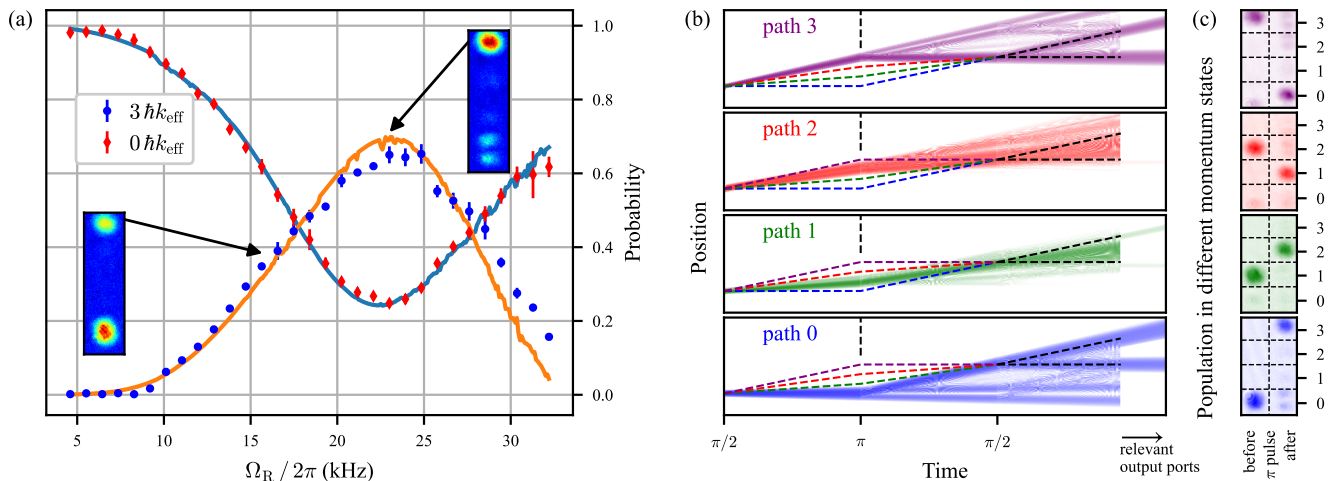 (a)
3 ħk_eff
0 ħk_eff
1.0
0.8
0.6
0.4
0.2
0.0
Probability
5
10
15
20
25
30
Ω_R / 2π (kHz)
(b)
Position
path 3
path 2
path 1
path 0
π/2
π
π/2
Time
relevant
output ports
(c)
Population in different momentum states
3
2
1
0
3
2
1
0
3
2
1
0
3
2
1
0
before
π pulse
after